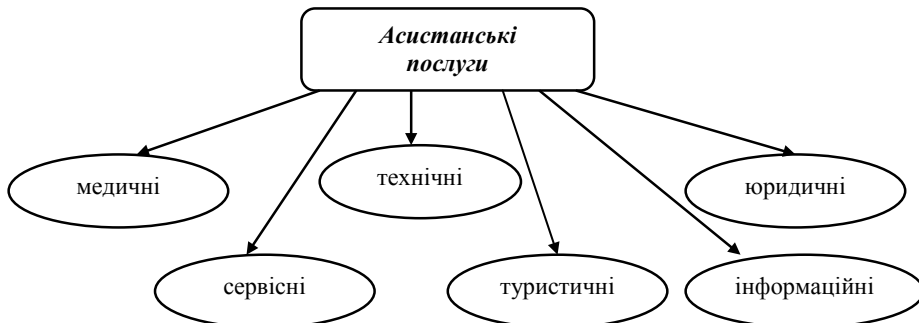 Асистанські
послуги
медичні
технічні
юридичні
сервісні
туристичні
інформаційні